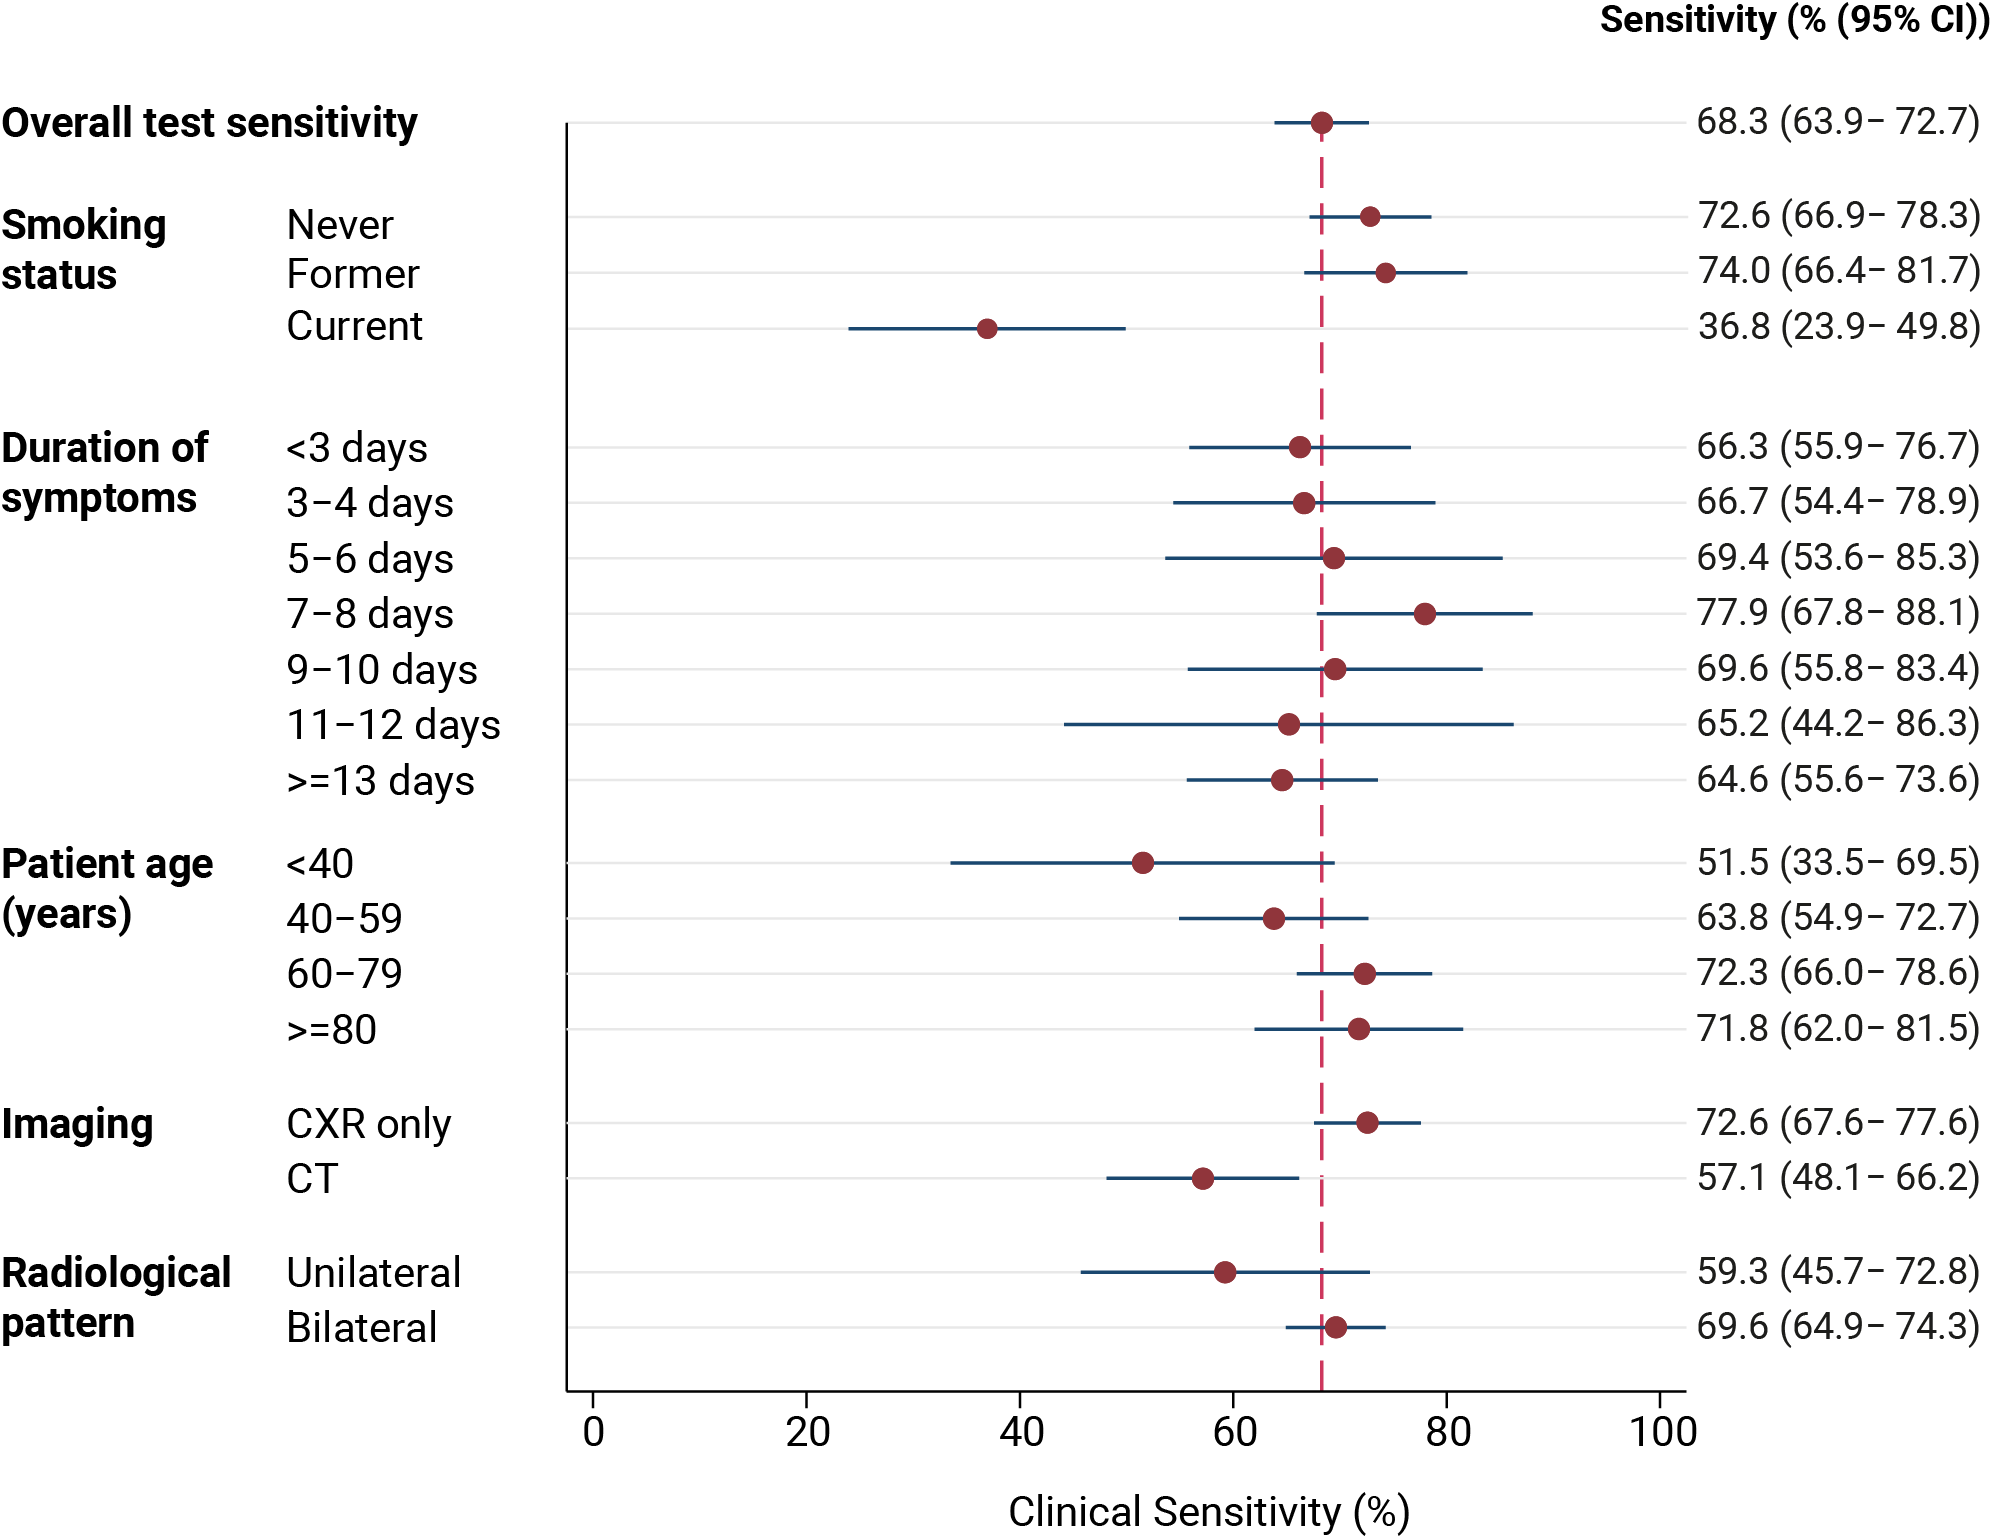 Sensitivity (% (95% CI))
Overall test sensitivity 68.3 (63.9– 72.7)
Smoking Never 72.6 (66.9– 78.3)
status Former 74.0 (66.4– 81.7)
Current 36.8 (23.9– 49.8)
Duration of <3 days 66.3 (55.9– 76.7)
symptoms 3–4 days 66.7 (54.4– 78.9)
5–6 days 69.4 (53.6– 85.3)
7–8 days 77.9 (67.8– 88.1)
9–10 days 69.6 (55.8– 83.4)
11–12 days 65.2 (44.2– 86.3)
>=13 days 64.6 (55.6– 73.6)
Patient age <40 51.5 (33.5– 69.5)
(years) 40–59 63.8 (54.9– 72.7)
60–79 72.3 (66.0– 78.6)
>=80 71.8 (62.0– 81.5)
Imaging CXR only 72.6 (67.6– 77.6)
CT 57.1 (48.1– 66.2)
Radiological Unilateral 59.3 (45.7– 72.8)
pattern Bilateral 69.6 (64.9– 74.3)
0 20 40 60 80 100
Clinical Sensitivity (%)